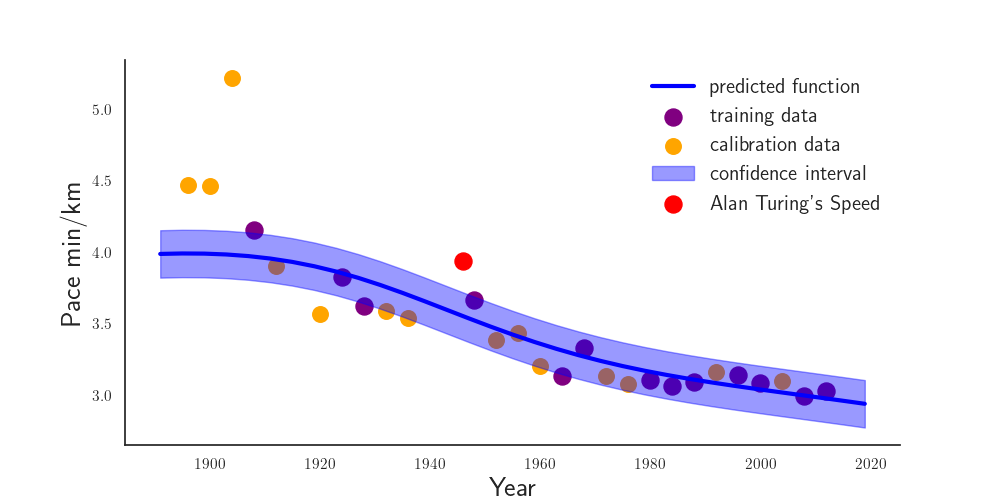 predicted function
training data
calibration data
confidence interval
Alan Turing's Speed
Pace min/km
5.0
4.5
4.0
3.5
3.0
1900 1920 1940 1960 1980 2000 2020
Year